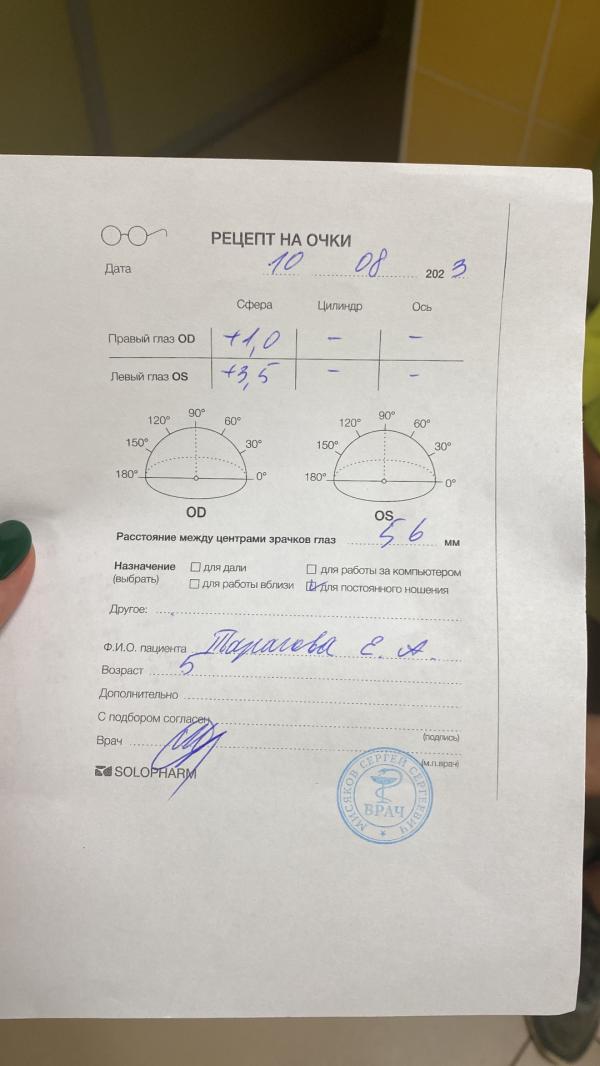 РЕЦЕПТ НА ОЧКИ
Дата 10 08 2023
Сфера Цилиндр Ось
Правый глаз OD +1,0 – –
Левый глаз OS +3,5 – –
90°
120° 60°
150° 30°
180° 0°
OD
90°
120° 60°
150° 30°
180° 0°
OS
Расстояние между центрами зрачков глаз 56 мм
Назначение
(выбрать)
для дали
для работы за компьютером
для работы вблизи
для постоянного ношения
Другое:
Ф.И.О. пациента Е. А.
Возраст 5
Дополнительно
С подбором согласен
(подпись)
Врач
(м.п.врач)
SOLOPHARM
МИСЯКОВ СЕРГЕЙ СЕРГЕЕВИЧ
ВРАЧ